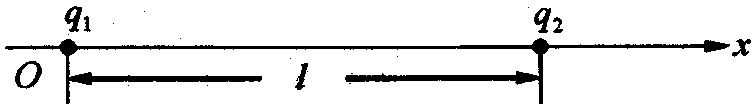 q₁ q₂
O l x